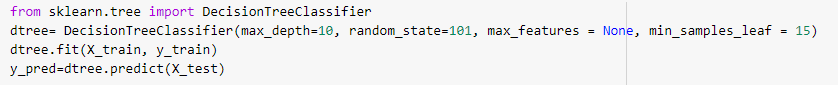 from sklearn.tree import DecisionTreeClassifier
dtree= DecisionTreeClassifier(max_depth=10, random_state=101, max_features = None, min_samples_leaf = 15)
dtree.fit(X_train, y_train)
y_pred=dtree.predict(X_test)